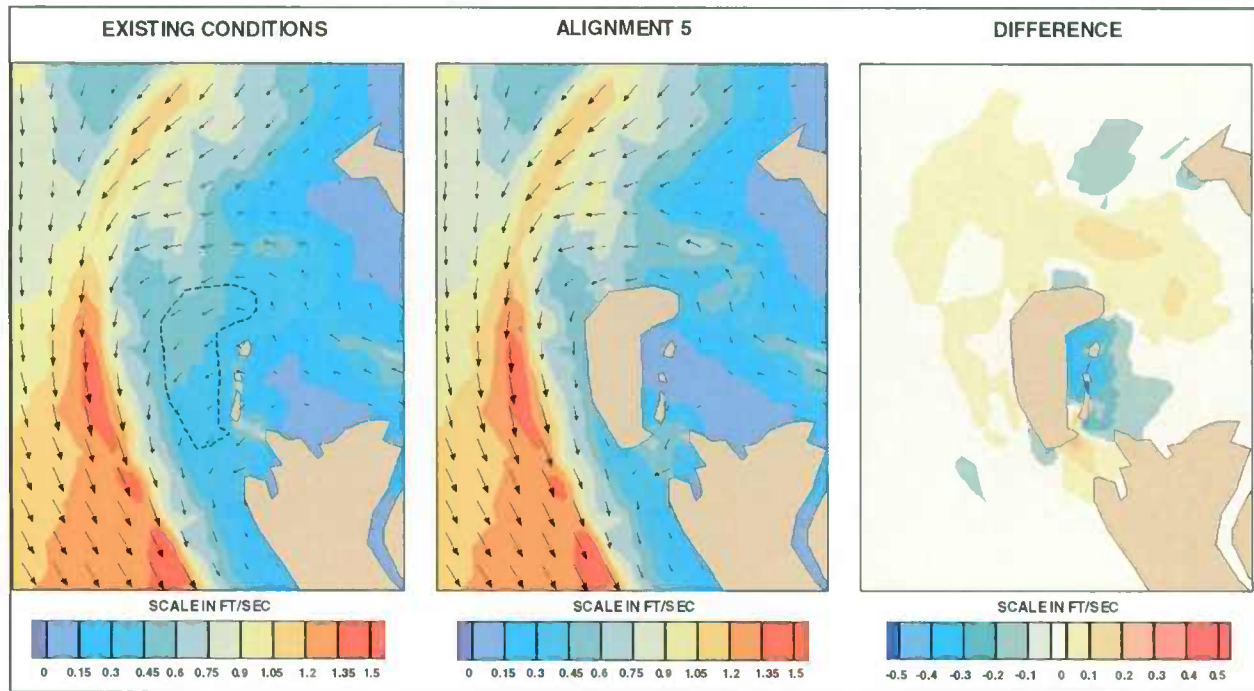 EXISTING CONDITIONS
ALIGNMENT 5
DIFFERENCE
SCALE IN FT/SEC
0 0.15 0.3 0.45 0.6 0.75 0.9 1.05 1.2 1.35 1.5
SCALE IN FT/SEC
0 0.15 0.3 0.45 0.6 0.75 0.9 1.05 1.2 1.35 1.5
SCALE IN FT/SEC
-0.5 -0.4 -0.3 -0.2 -0.1 0 0.1 0.2 0.3 0.4 0.5